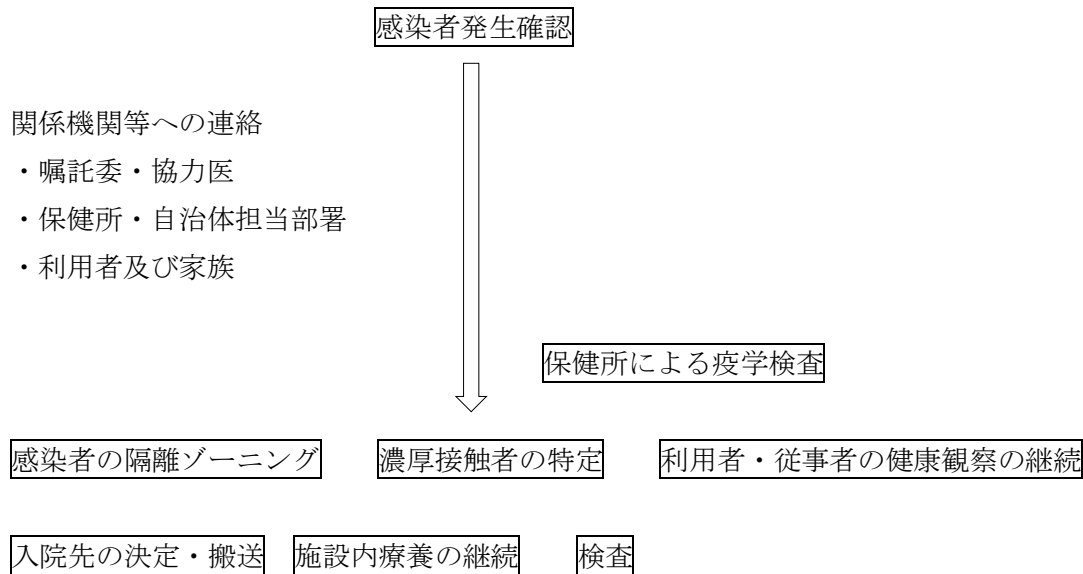 感染者発生確認
関係機関等への連絡
・嘱託委・協力医
・保健所・自治体担当部署
・利用者及び家族
保健所による疫学検査
感染者の隔離ゾーニング 濃厚接触者の特定 利用者・従事者の健康観察の継続
入院先の決定・搬送 施設内療養の継続 検査